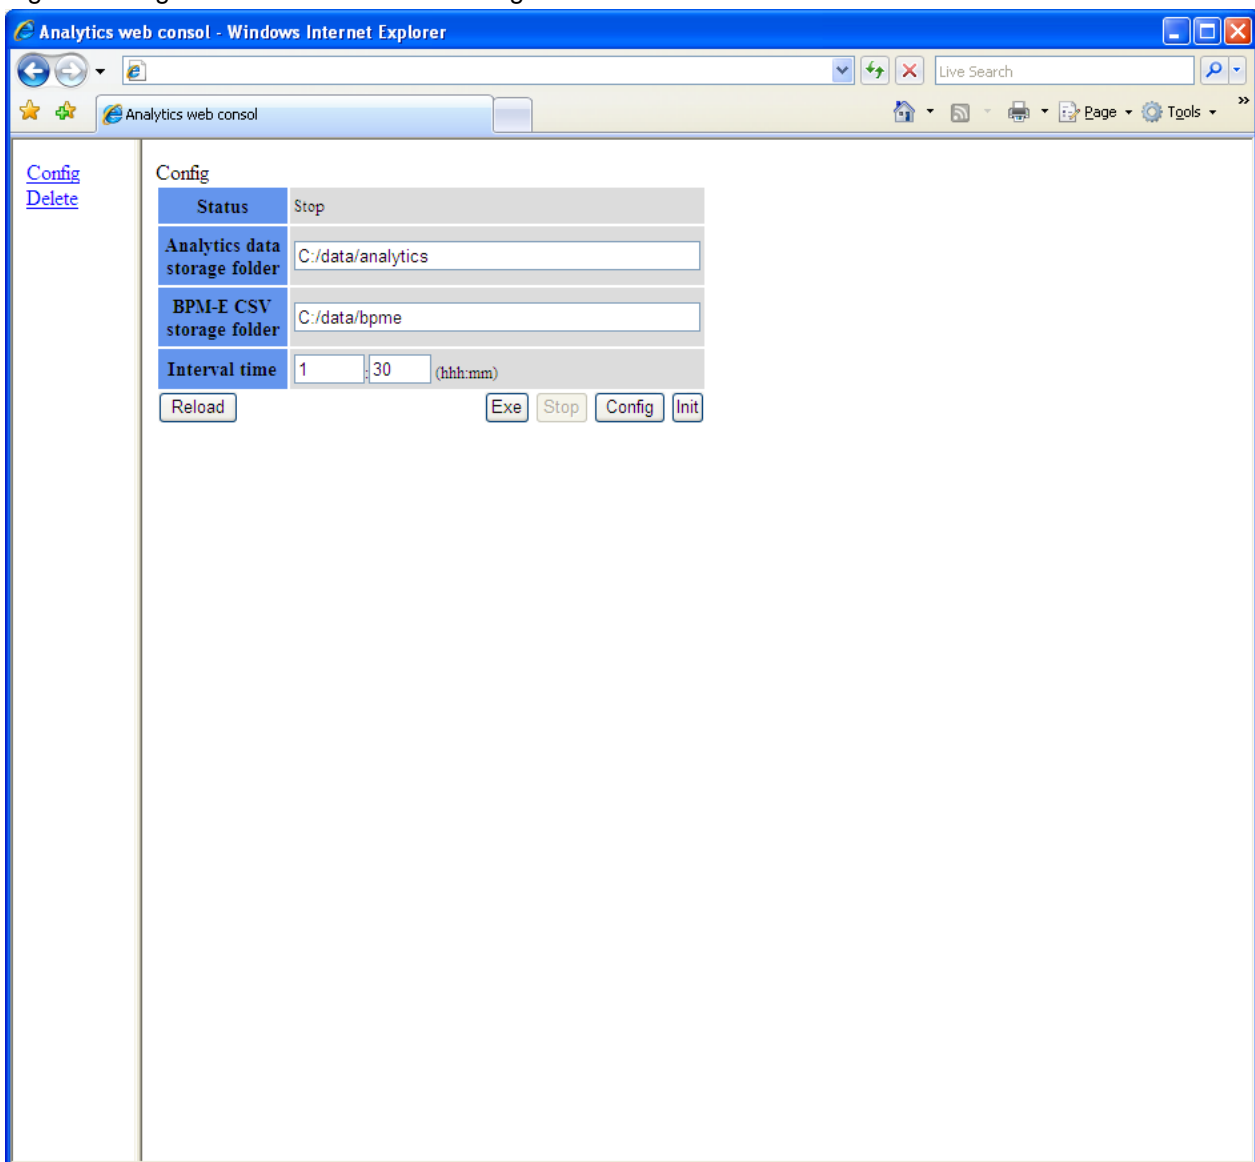 Analytics web consol - Windows Internet Explorer
Live Search
Analytics web consol
Page
Tools
»
Config
Delete
Config
Status Stop
Analytics data
storage folder
C:/data/analytics
BPM-E CSV
storage folder
C:/data/bpme
Interval time 1 : 30 (hhh:mm)
Reload Exe Stop Config Init